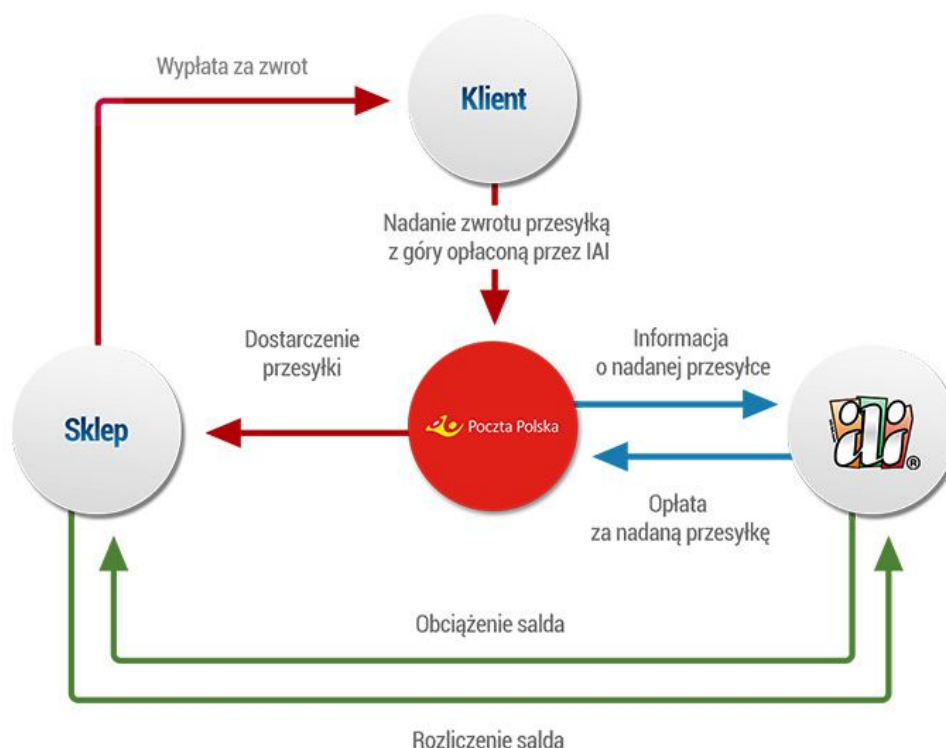 Wypłata za zwrot
Klient
Nadanie zwrotu przesyłką
z góry opłaconą przez IAI
Dostarczenie
przesyłki
Informacja
o nadanej przesyłce
Sklep
Poczta Polska
iai
®
Opłata
za nadaną przesyłkę
Obciążenie salda
Rozliczenie salda